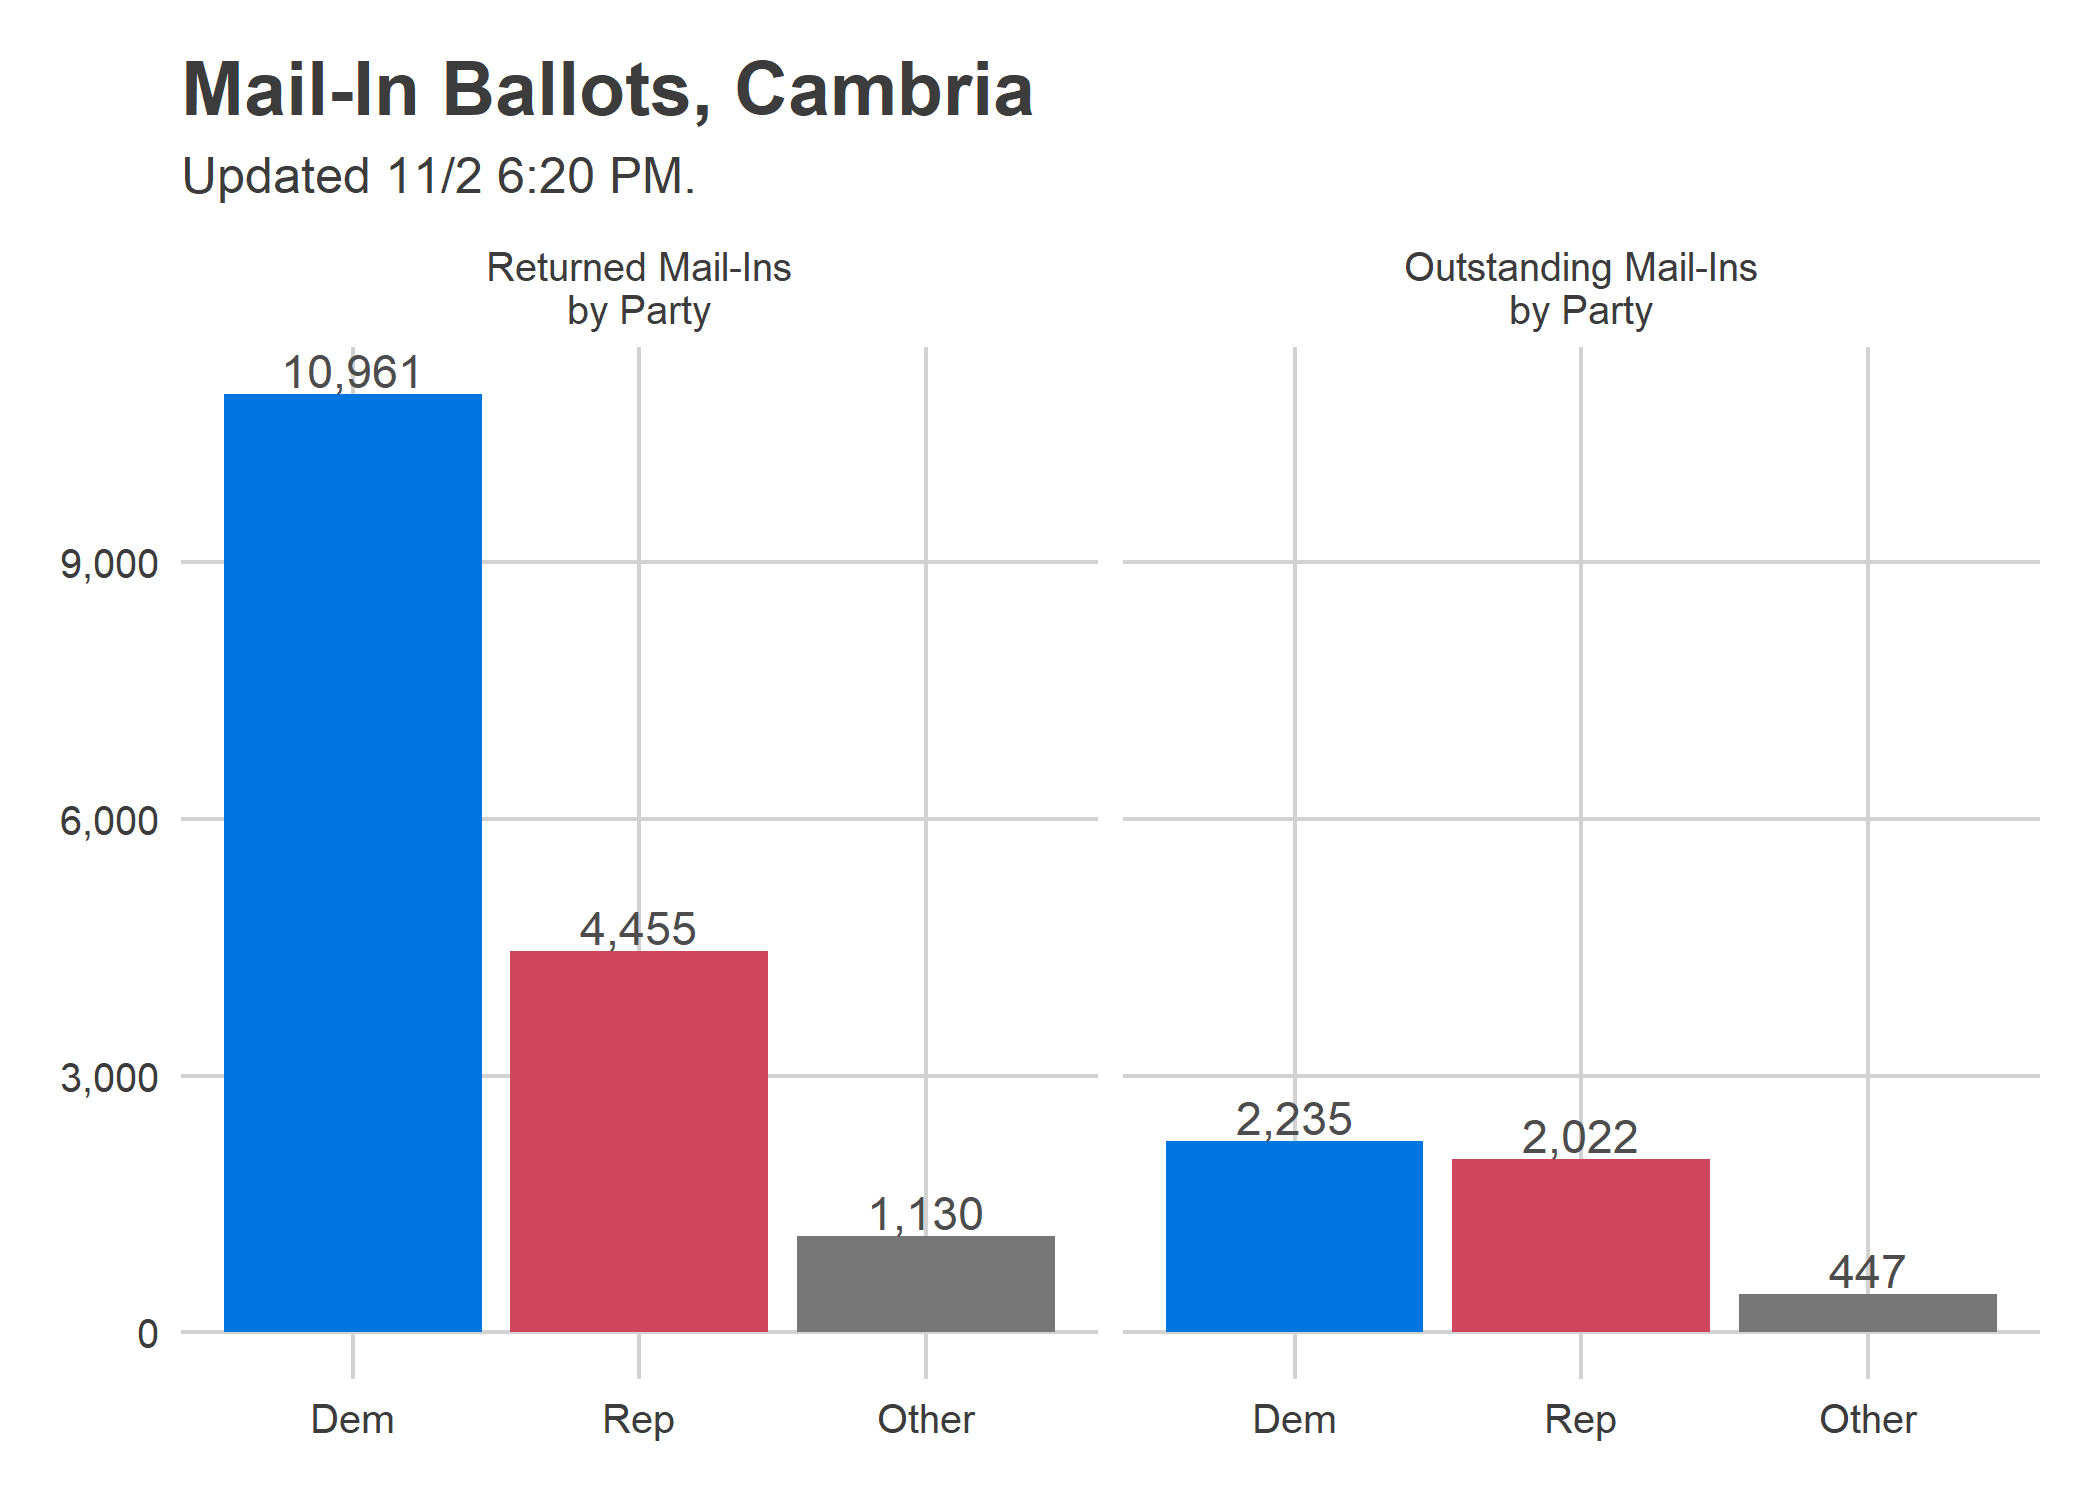 Mail-In Ballots, Cambria
Updated 11/2 6:20 PM.
Returned Mail-Ins
by Party
Outstanding Mail-Ins
by Party
10,961
4,455
1,130
2,235
2,022
447
9,000
6,000
3,000
0
Dem
Rep
Other
Dem
Rep
Other